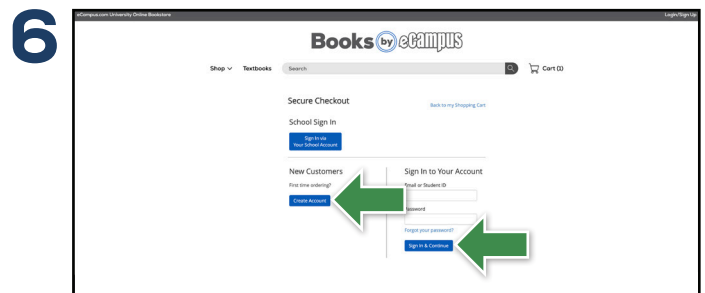 6
eCampus.com University Online Bookstore
Login/Sign Up
Books by eCampus
Shop
Textbooks
Search
Cart (1)
Secure Checkout
Back to my Shopping Cart
School Sign In
Sign In via
Your School Account
New Customers
First time ordering?
Create Account
Sign In to Your Account
Email or Student ID
Password
Forgot your password?
Sign In & Continue